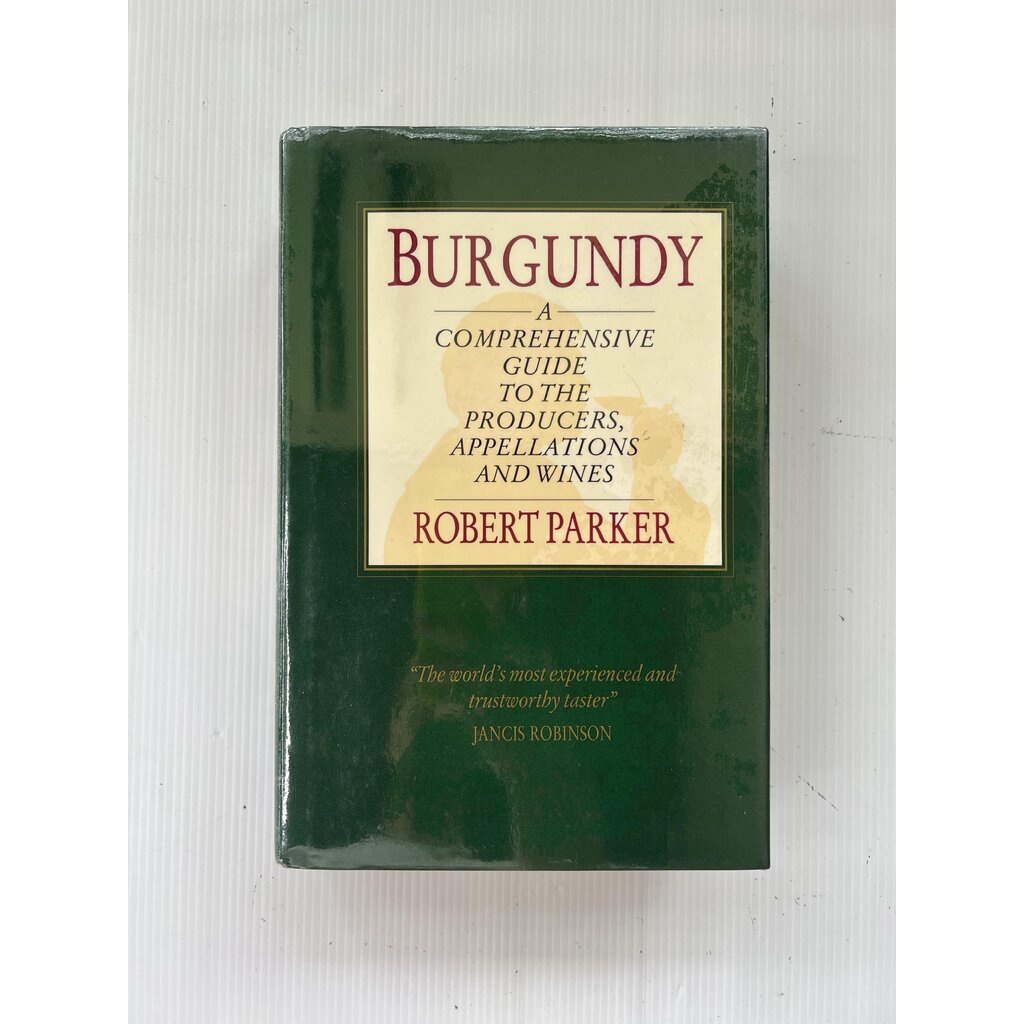 BURGUNDY
A
COMPREHENSIVE
GUIDE
TO THE
PRODUCERS,
APPELLATIONS
AND WINES
ROBERT PARKER
“The world's most experienced and
trustworthy taster”
JANCIS ROBINSON